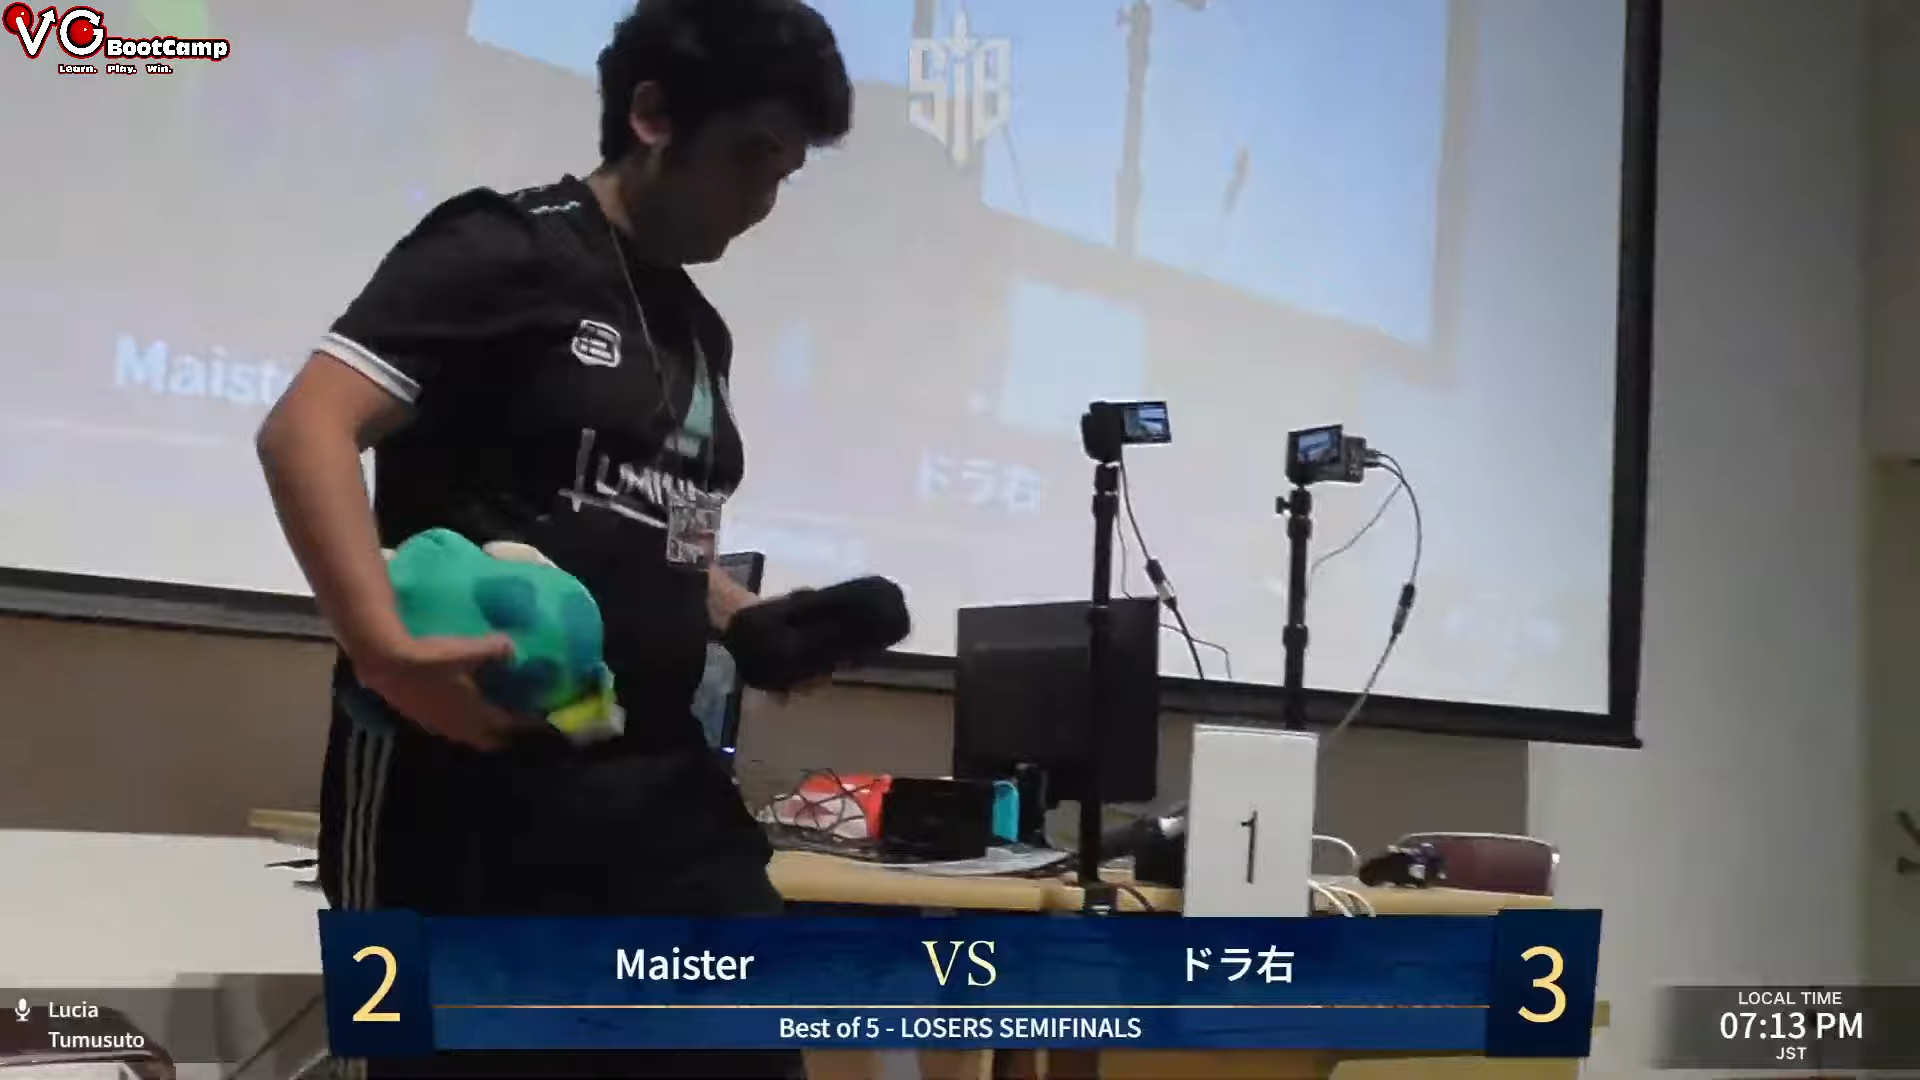 VG BootCamp
Learn. Play. Win.
Maist
ドラ右
1
2
Maister
VS
ドラ右
3
Best of 5 - LOSERS SEMIFINALS
Lucia
Tumusuto
LOCAL TIME
07:13 PM
JST